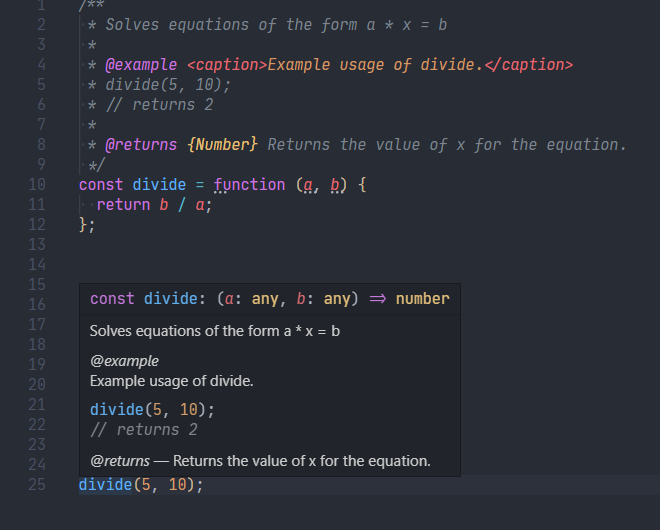 1 /**
2  * Solves equations of the form a * x = b
3  *
4  * @example <caption>Example usage of divide.</caption>
5  * divide(5, 10);
6  * // returns 2
7  *
8  * @returns {Number} Returns the value of x for the equation.
9  */
10 const divide = function (a, b) {
11   return b / a;
12 };
13
14
15
16 const divide: (a: any, b: any) => number
17
18 Solves equations of the form a * x = b
19 @example
20 Example usage of divide.
21 divide(5, 10);
22 // returns 2
23
24 @returns — Returns the value of x for the equation.
25 divide(5, 10);